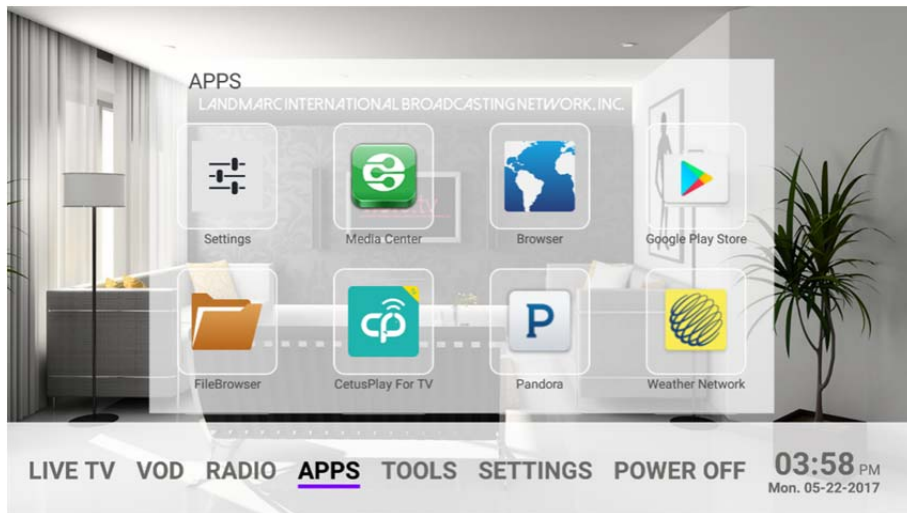 APPS
LANDMARC INTERNATIONAL BROADCASTING NETWORK, INC.
Settings
Media Center
Browser
Google Play Store
P
FileBrowser
CetusPlay For TV
Pandora
Weather Network
LIVE TV VOD RADIO APPS TOOLS SETTINGS POWER OFF
03:58 PM
Mon. 05-22-2017